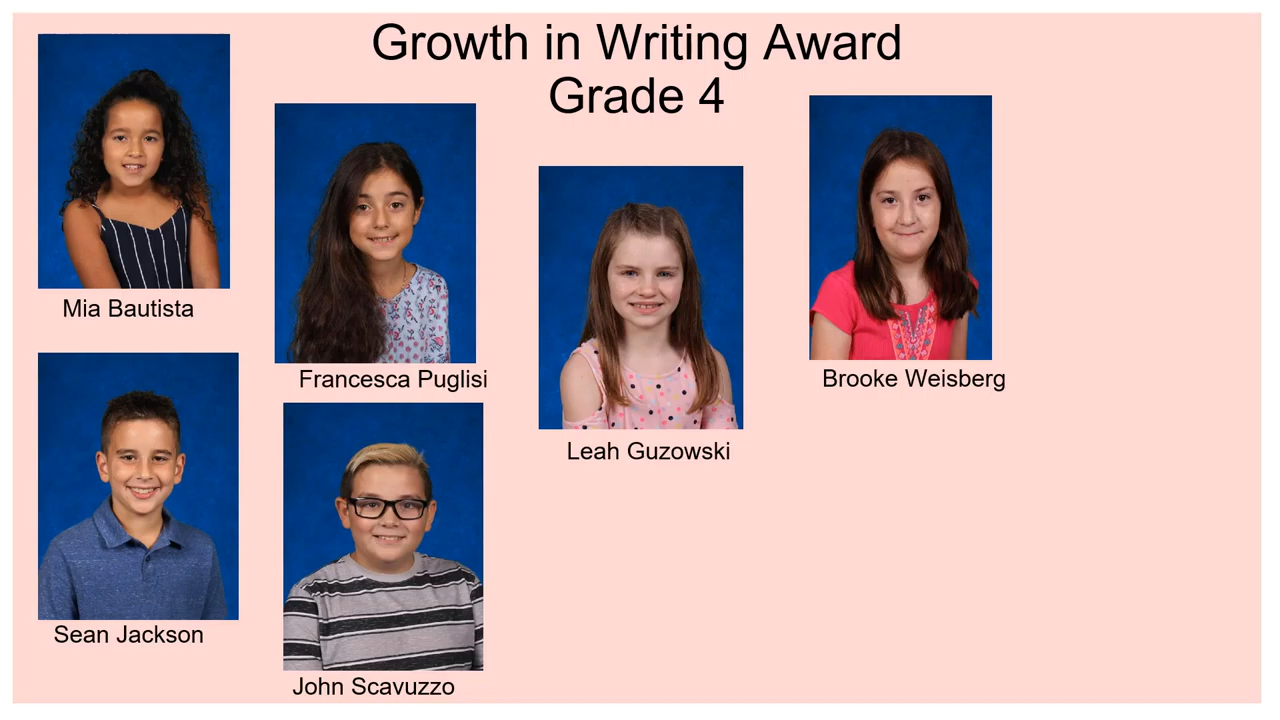 Growth in Writing Award
Grade 4
Mia Bautista
Francesca Puglisi
Leah Guzowski
Brooke Weisberg
Sean Jackson
John Scavuzzo